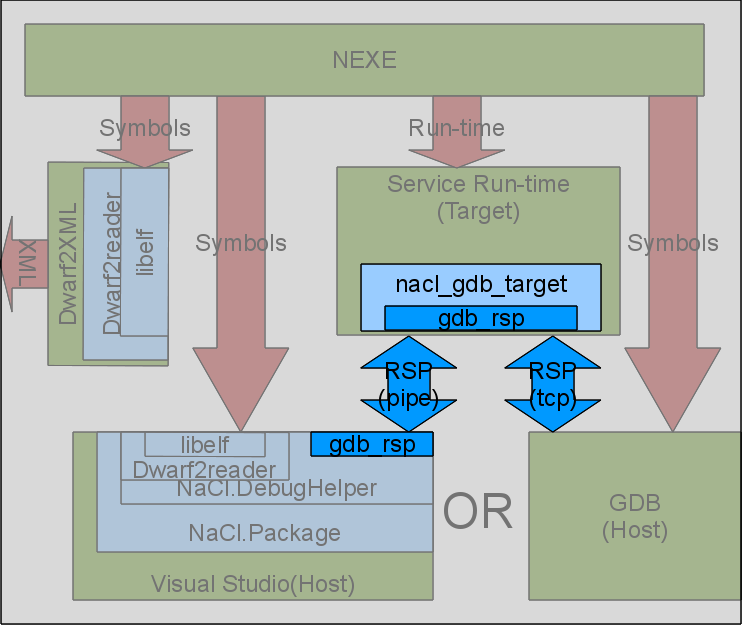 NEXE
Symbols
Run-time
Service Run-time
(Target)
Symbols
Symbols
XML
Dwarf2XML
Dwarf2reader
libelf
nacl_gdb_target
gdb_rsp
RSP
(pipe)
RSP
(tcp)
libelf
gdb_rsp
Dwarf2reader
NaCl.DebugHelper
NaCl.Package
Visual Studio(Host)
OR
GDB
(Host)